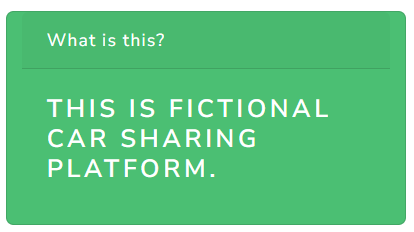 What is this?
THIS IS FICTIONAL
CAR SHARING
PLATFORM.